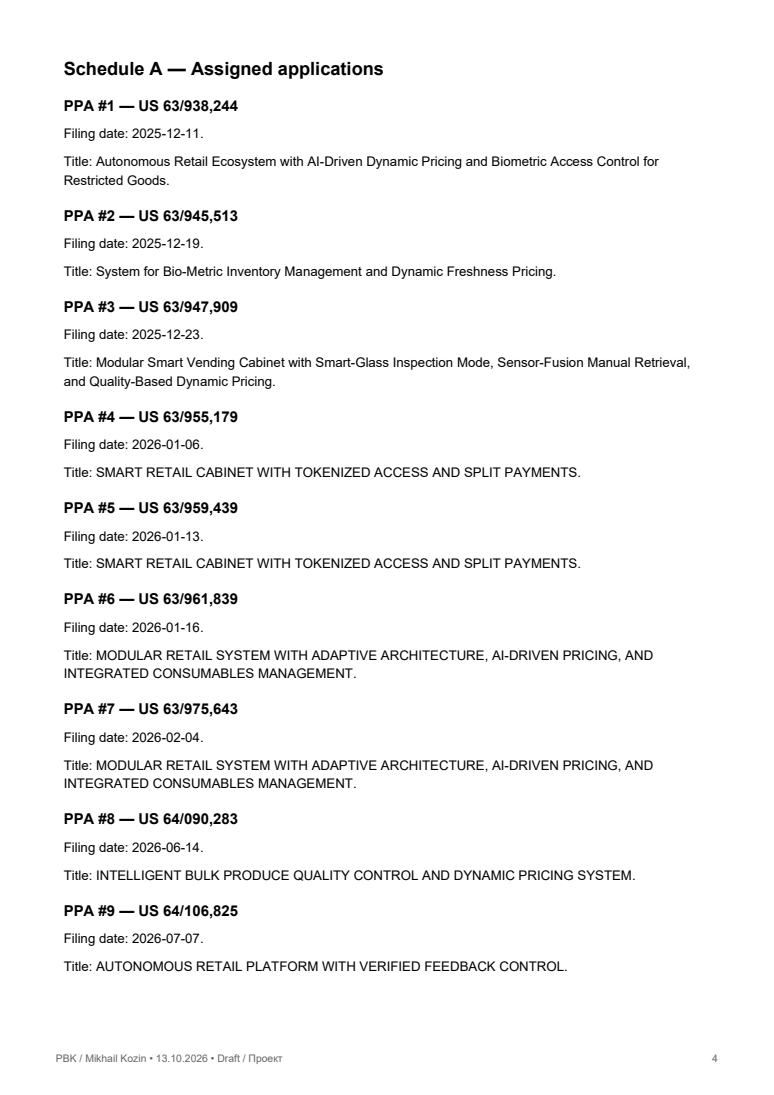 Schedule A — Assigned applications
PPA #1 — US 63/938,244
Filing date: 2025-12-11.
Title: Autonomous Retail Ecosystem with AI-Driven Dynamic Pricing and Biometric Access Control for
Restricted Goods.
PPA #2 — US 63/945,513
Filing date: 2025-12-19.
Title: System for Bio-Metric Inventory Management and Dynamic Freshness Pricing.
PPA #3 — US 63/947,909
Filing date: 2025-12-23.
Title: Modular Smart Vending Cabinet with Smart-Glass Inspection Mode, Sensor-Fusion Manual Retrieval,
and Quality-Based Dynamic Pricing.
PPA #4 — US 63/955,179
Filing date: 2026-01-06.
Title: SMART RETAIL CABINET WITH TOKENIZED ACCESS AND SPLIT PAYMENTS.
PPA #5 — US 63/959,439
Filing date: 2026-01-13.
Title: SMART RETAIL CABINET WITH TOKENIZED ACCESS AND SPLIT PAYMENTS.
PPA #6 — US 63/961,839
Filing date: 2026-01-16.
Title: MODULAR RETAIL SYSTEM WITH ADAPTIVE ARCHITECTURE, AI-DRIVEN PRICING, AND
INTEGRATED CONSUMABLES MANAGEMENT.
PPA #7 — US 63/975,643
Filing date: 2026-02-04.
Title: MODULAR RETAIL SYSTEM WITH ADAPTIVE ARCHITECTURE, AI-DRIVEN PRICING, AND
INTEGRATED CONSUMABLES MANAGEMENT.
PPA #8 — US 64/090,283
Filing date: 2026-06-14.
Title: INTELLIGENT BULK PRODUCE QUALITY CONTROL AND DYNAMIC PRICING SYSTEM.
PPA #9 — US 64/106,825
Filing date: 2026-07-07.
Title: AUTONOMOUS RETAIL PLATFORM WITH VERIFIED FEEDBACK CONTROL.
PBK / Mikhail Kozin • 13.10.2026 • Draft / Проект 4